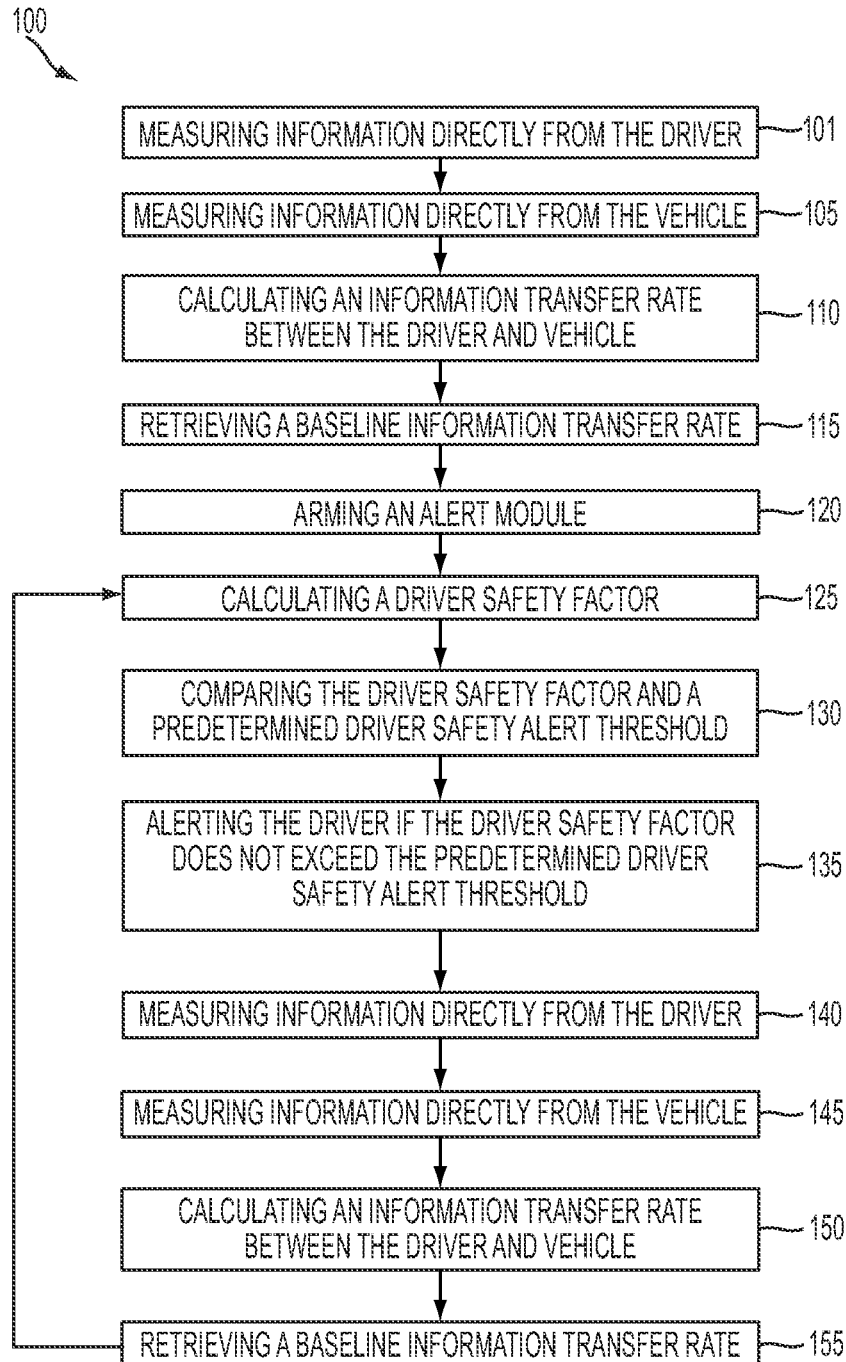 100
MEASURING INFORMATION DIRECTLY FROM THE DRIVER
101
MEASURING INFORMATION DIRECTLY FROM THE VEHICLE
105
CALCULATING AN INFORMATION TRANSFER RATE
BETWEEN THE DRIVER AND VEHICLE
110
RETRIEVING A BASELINE INFORMATION TRANSFER RATE
115
ARMING AN ALERT MODULE
120
CALCULATING A DRIVER SAFETY FACTOR
125
COMPARING THE DRIVER SAFETY FACTOR AND A
PREDETERMINED DRIVER SAFETY ALERT THRESHOLD
130
ALERTING THE DRIVER IF THE DRIVER SAFETY FACTOR
DOES NOT EXCEED THE PREDETERMINED DRIVER
SAFETY ALERT THRESHOLD
135
MEASURING INFORMATION DIRECTLY FROM THE DRIVER
140
MEASURING INFORMATION DIRECTLY FROM THE VEHICLE
145
CALCULATING AN INFORMATION TRANSFER RATE
BETWEEN THE DRIVER AND VEHICLE
150
RETRIEVING A BASELINE INFORMATION TRANSFER RATE
155